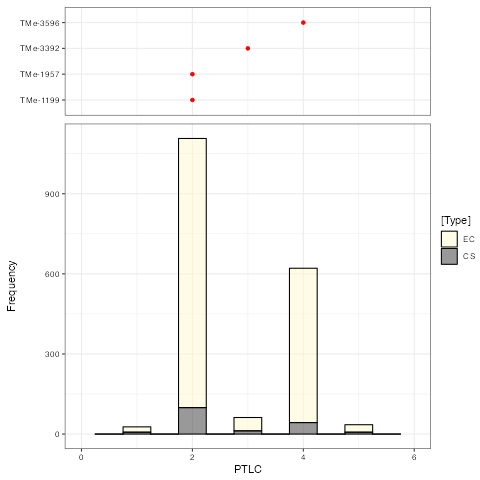 TMe-3596
TMe-3392
TMe-1957
TMe-1199
900
600
300
0
Frequency
0 2 4 6
PTLC
[Type]
EC
CS